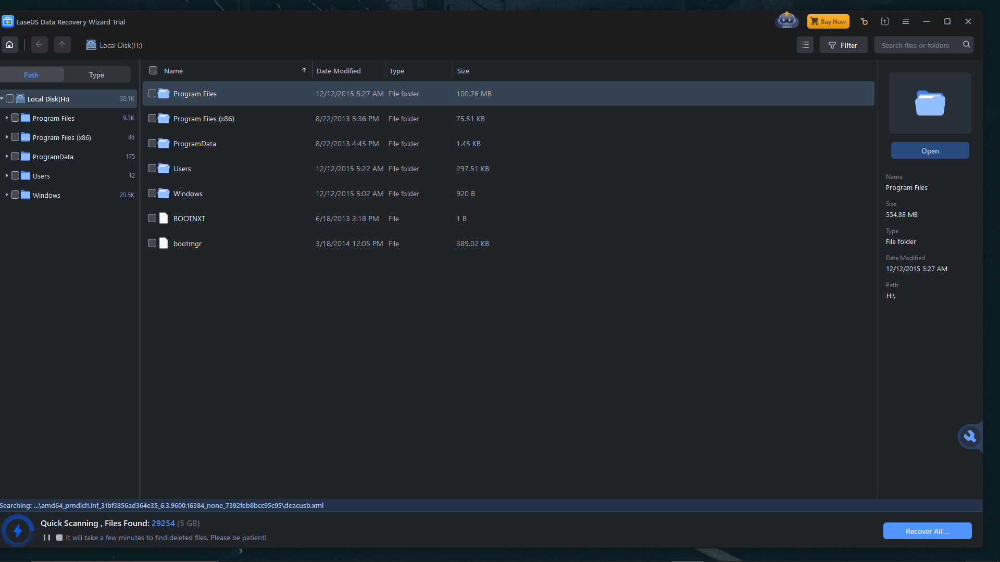 EaseUS Data Recovery Wizard Trial
Buy Now
Local Disk(H:)
Filter
Search files or folders
Path Type
Local Disk(H:) 30.1K
Program Files 9.3K
Program Files (x86) 46
ProgramData 175
Users 12
Windows 20.5K
Name Date Modified Type Size
Program Files 12/12/2015 5:27 AM File folder 100.76 MB
Program Files (x86) 8/22/2013 5:36 PM File folder 75.51 KB
ProgramData 8/22/2013 4:45 PM File folder 1.45 KB
Users 12/12/2015 5:22 AM File folder 297.51 KB
Windows 12/12/2015 5:02 AM File folder 920 B
BOOTNXT 6/18/2013 2:18 PM File 1 B
bootmgr 3/18/2014 12:05 PM File 389.02 KB
Open
Name
Program Files
Size
554.88 MB
Type
File folder
Date Modified
12/12/2015 5:27 AM
Path
H:\
Searching: ...\amd64_prndlcl1.inf_31bf3856ad364e35_6.3.9600.16384_none_7392feb8bcc95c95\deacusb.xml
Quick Scanning , Files Found: 29254 (5 GB)
It will take a few minutes to find deleted files. Please be patient!
Recover All ...